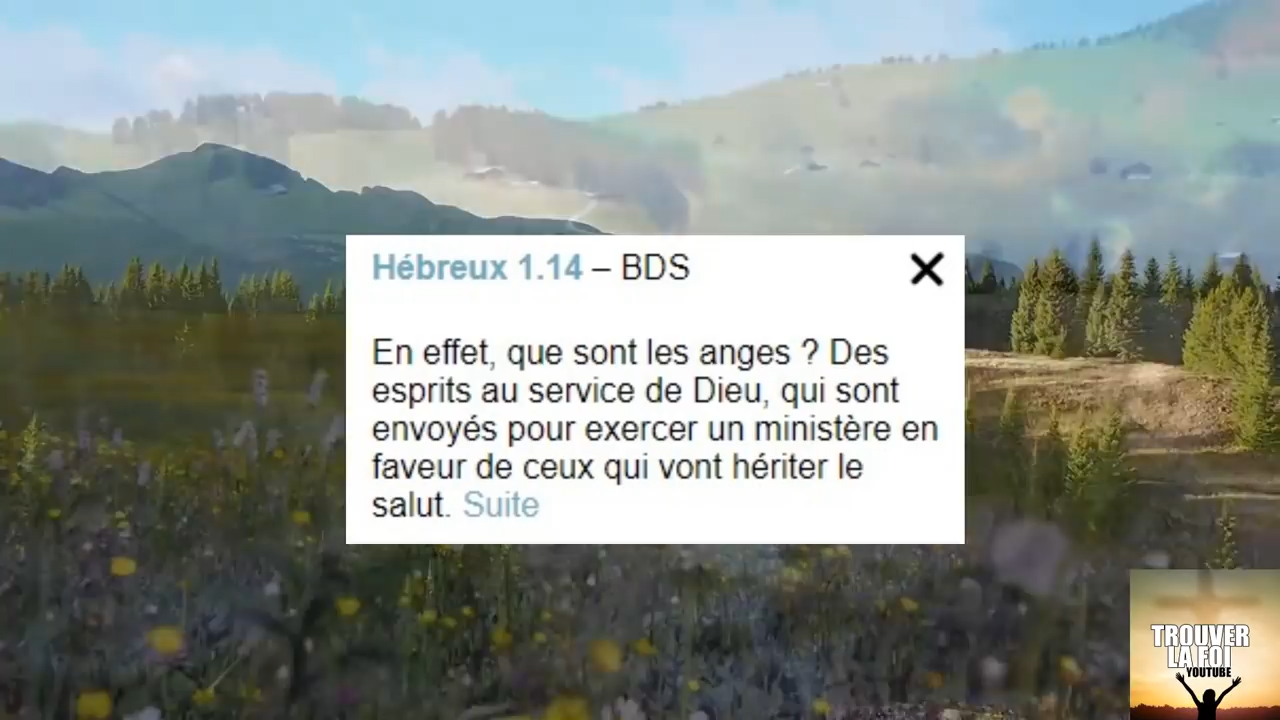 Hébreux 1.14 – BDS
En effet, que sont les anges ? Des
esprits au service de Dieu, qui sont
envoyés pour exercer un ministère en
faveur de ceux qui vont hériter le
salut. Suite
TROUVER
LA FOI
YOUTUBE